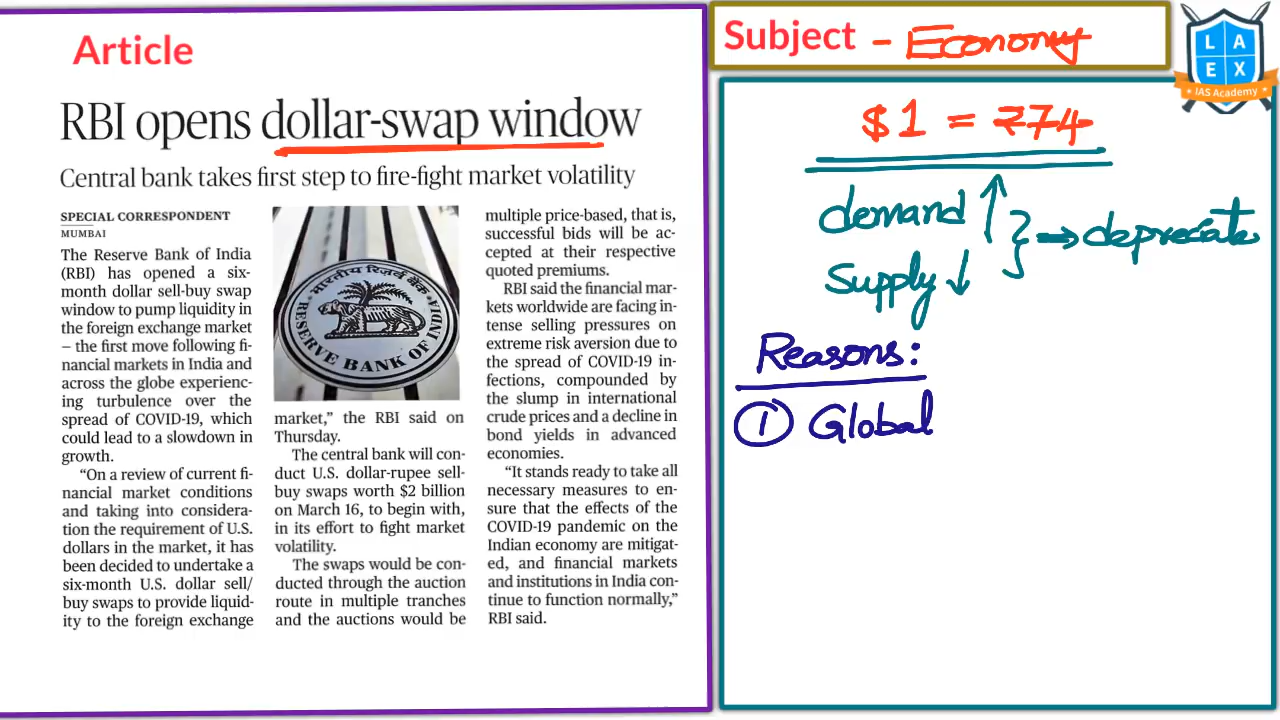 Article
RBI opens dollar-swap window
Central bank takes first step to fire-fight market volatility
SPECIAL CORRESPONDENT
MUMBAI
The Reserve Bank of India
(RBI) has opened a six-
month dollar sell-buy swap
window to pump liquidity in
the foreign exchange market
– the first move following fi-
nancial markets in India and
across the globe experienc-
ing turbulence over the
spread of COVID-19, which
could lead to a slowdown in
growth.
“On a review of current fi-
nancial market conditions
and taking into considera-
tion the requirement of U.S.
dollars in the market, it has
been decided to undertake a
six-month U.S. dollar sell/
buy swaps to provide liquid-
ity to the foreign exchange
भारतीय रिज़र्व बैंक
RESERVE BANK OF INDIA
market,” the RBI said on
Thursday.
The central bank will con-
duct U.S. dollar-rupee sell-
buy swaps worth $2 billion
on March 16, to begin with,
in its effort to fight market
volatility.
The swaps would be con-
ducted through the auction
route in multiple tranches
and the auctions would be
multiple price-based, that is,
successful bids will be ac-
cepted at their respective
quoted premiums.
RBI said the financial mar-
kets worldwide are facing in-
tense selling pressures on
extreme risk aversion due to
the spread of COVID-19 in-
fections, compounded by
the slump in international
crude prices and a decline in
bond yields in advanced
economies.
“It stands ready to take all
necessary measures to en-
sure that the effects of the
COVID-19 pandemic on the
Indian economy are mitigat-
ed, and financial markets
and institutions in India con-
tinue to function normally,”
RBI said.
Subject - Economy
LAEX
IAS Academy
$1 = ₹74
demand ↑
supply ↓
} ⇒ depreciate
Reasons:
① Global